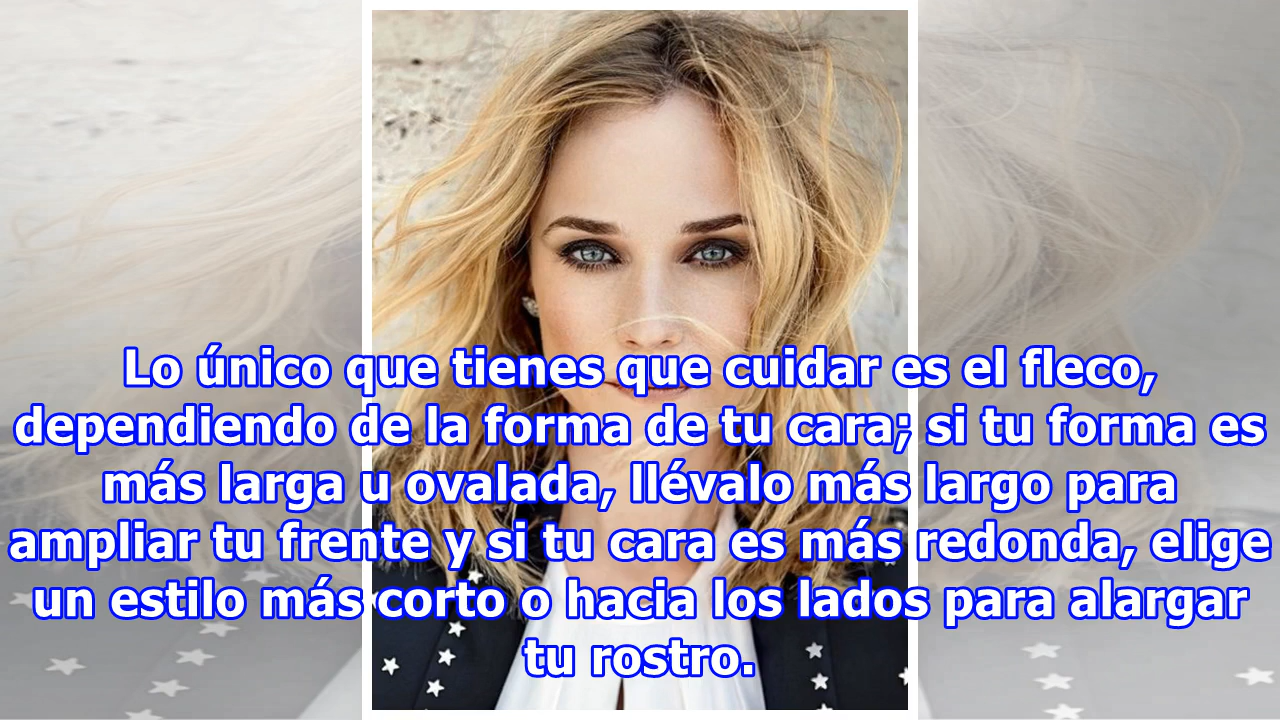 Lo único que tienes que cuidar es el fleco,
dependiendo de la forma de tu cara; si tu forma es
más larga u ovalada, llévalo más largo para
ampliar tu frente y si tu cara es más redonda, elige
un estilo más corto o hacia los lados para alargar
tu rostro.